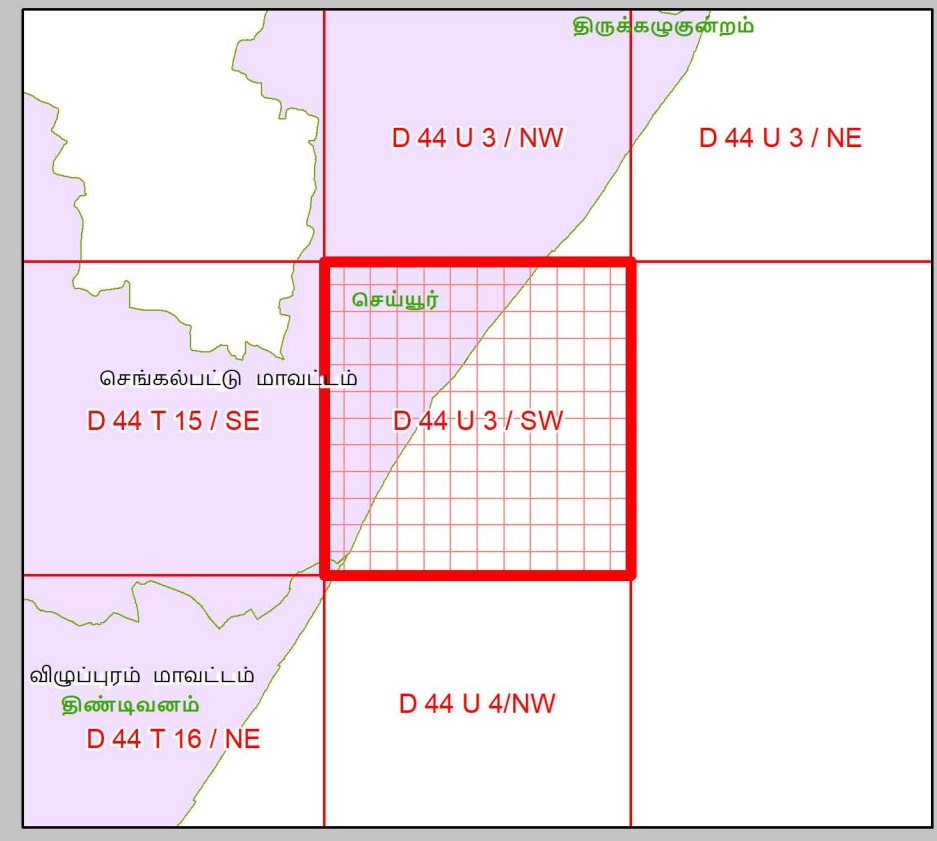 திருக்கழுகுன்றம்
D 44 U 3 / NW
D 44 U 3 / NE
செய்யூர்
செங்கல்பட்டு மாவட்டம்
D 44 T 15 / SE
D 44 U 3 / SW
விழுப்புரம் மாவட்டம்
திண்டிவனம்
D 44 U 4/NW
D 44 T 16 / NE